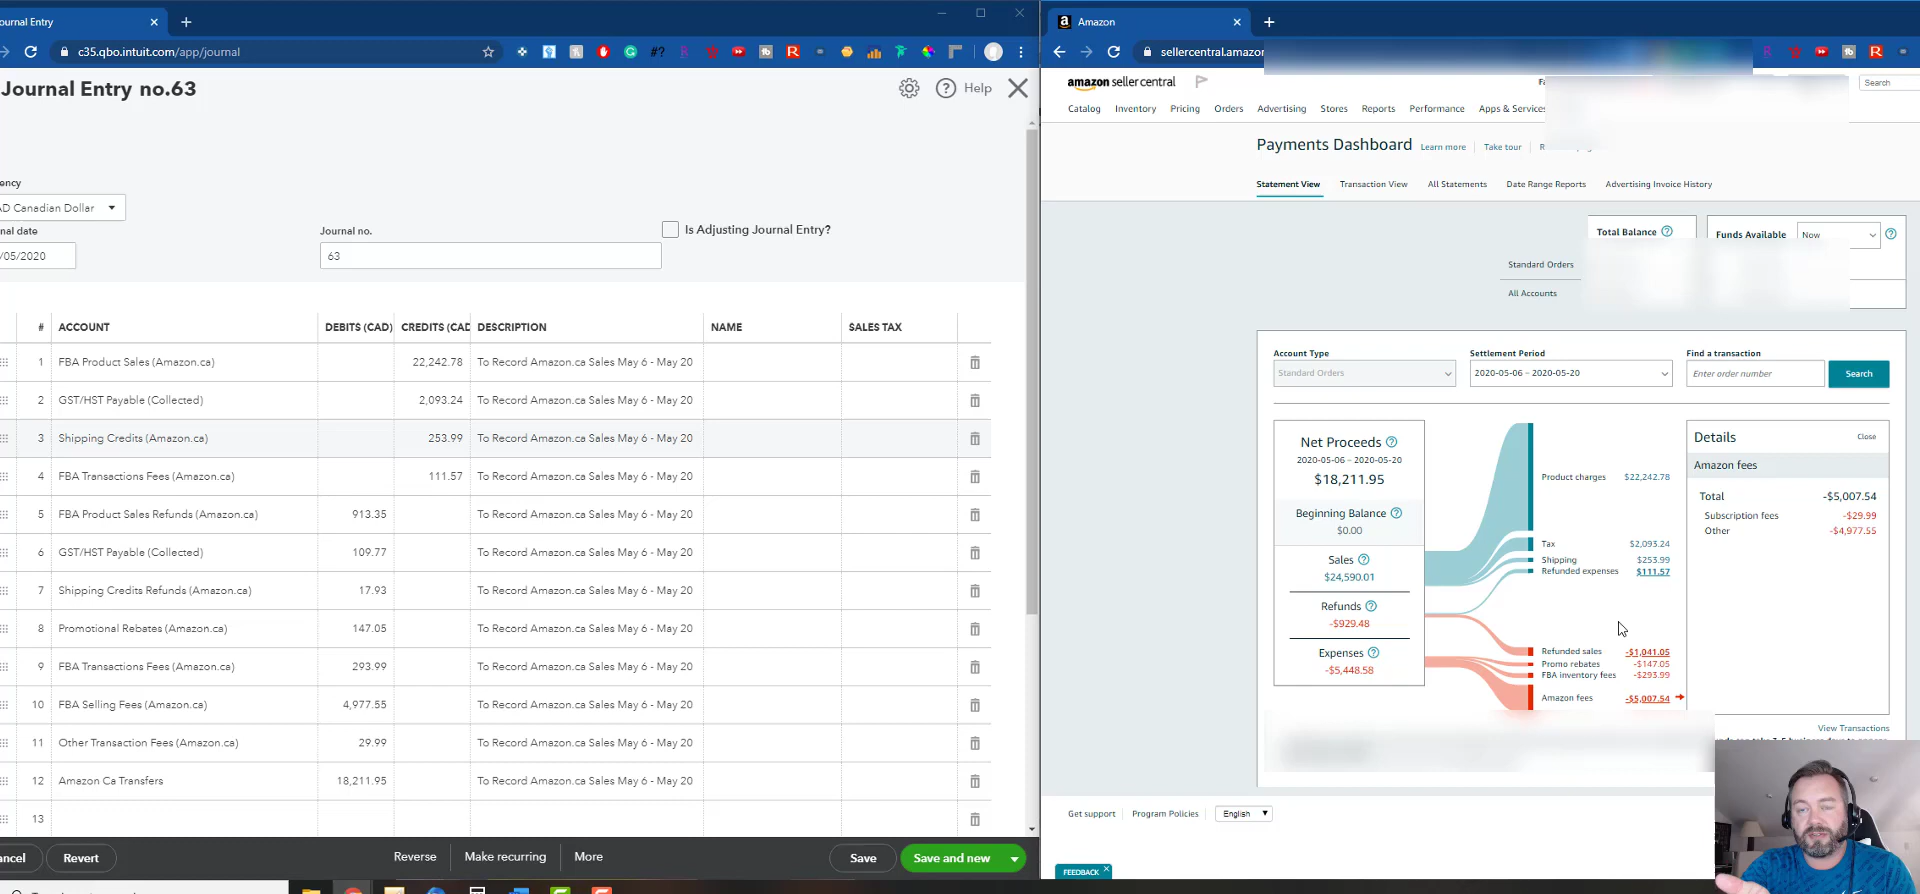 ournal Entry
c35.qbo.intuit.com/app/journal
Journal Entry no.63
Help
ency
AD Canadian Dollar
nal date
Journal no.
Is Adjusting Journal Entry?
/05/2020
63
# ACCOUNT DEBITS (CAD) CREDITS (CAD DESCRIPTION NAME SALES TAX
1 FBA Product Sales (Amazon.ca) 22,242.78 To Record Amazon.ca Sales May 6 - May 20
2 GST/HST Payable (Collected) 2,093.24 To Record Amazon.ca Sales May 6 - May 20
3 Shipping Credits (Amazon.ca) 253.99 To Record Amazon.ca Sales May 6 - May 20
4 FBA Transactions Fees (Amazon.ca) 111.57 To Record Amazon.ca Sales May 6 - May 20
5 FBA Product Sales Refunds (Amazon.ca) 913.35 To Record Amazon.ca Sales May 6 - May 20
6 GST/HST Payable (Collected) 109.77 To Record Amazon.ca Sales May 6 - May 20
7 Shipping Credits Refunds (Amazon.ca) 17.93 To Record Amazon.ca Sales May 6 - May 20
8 Promotional Rebates (Amazon.ca) 147.05 To Record Amazon.ca Sales May 6 - May 20
9 FBA Transactions Fees (Amazon.ca) 293.99 To Record Amazon.ca Sales May 6 - May 20
10 FBA Selling Fees (Amazon.ca) 4,977.55 To Record Amazon.ca Sales May 6 - May 20
11 Other Transaction Fees (Amazon.ca) 29.99 To Record Amazon.ca Sales May 6 - May 20
12 Amazon Ca Transfers 18,211.95 To Record Amazon.ca Sales May 6 - May 20
13
ancel Revert Reverse Make recurring More Save Save and new
Amazon
sellercentral.amazon
amazon seller central
Search
Catalog Inventory Pricing Orders Advertising Stores Reports Performance Apps & Services
Payments Dashboard Learn more Take tour
Statement View Transaction View All Statements Date Range Reports Advertising Invoice History
Total Balance
Funds Available Now
Standard Orders
All Accounts
Account Type
Standard Orders
Settlement Period
2020-05-06 – 2020-05-20
Find a transaction
Enter order number
Search
Net Proceeds
2020-05-06 – 2020-05-20
$18,211.95
Beginning Balance
$0.00
Sales
$24,590.01
Refunds
-$929.48
Expenses
-$5,448.58
Product charges $22,242.78
Tax $2,093.24
Shipping $253.99
Refunded expenses $111.57
Refunded sales -$1,041.05
Promo rebates -$147.05
FBA inventory fees -$293.99
Amazon fees -$5,007.54
Details Close
Amazon fees
Total -$5,007.54
Subscription fees -$29.99
Other -$4,977.55
View Transactions
Get support Program Policies English
FEEDBACK